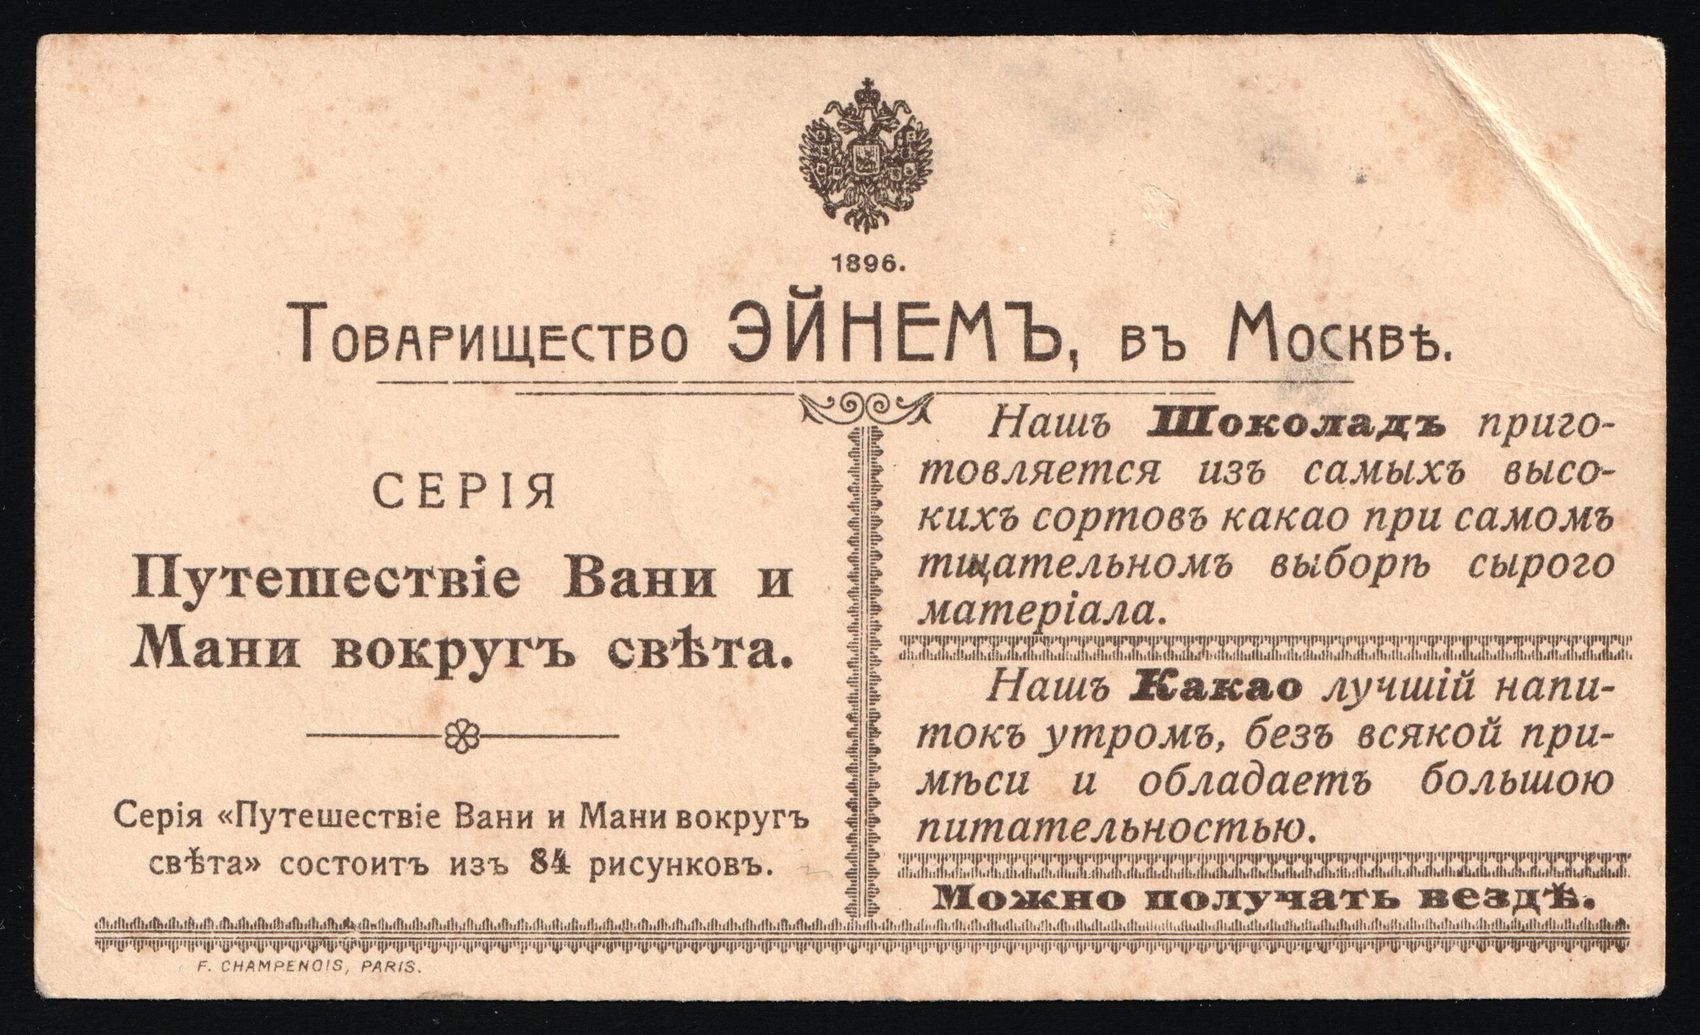 1896.
Товарищество ЭЙНЕМЪ, въ Москвѣ.
СЕРІЯ
Путешествіе Вани и
Мани вокругъ свѣта.
Серія «Путешествіе Вани и Мани вокругъ
свѣта» состоитъ изъ 84 рисунковъ.
Нашъ Шоколадъ приго-
товляется изъ самыхъ высо-
кихъ сортовъ какао при самомъ
тщательномъ выборѣ сырого
матеріала.
Нашъ Какао лучшій напи-
токъ утромъ, безъ всякой при-
мѣси и обладаетъ большою
питательностью.
Можно получать вездѣ.
F. CHAMPENOIS, PARIS.